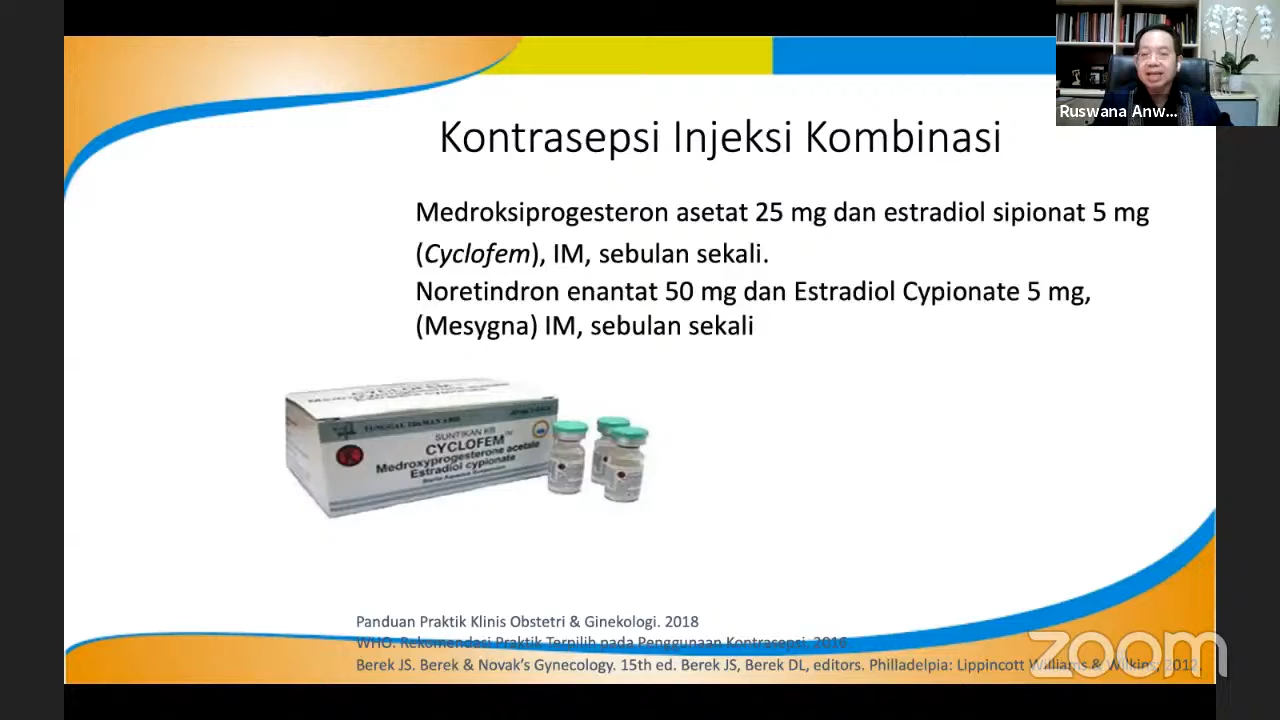 Ruswana Anw...
Kontrasepsi Injeksi Kombinasi
Medroksiprogesteron asetat 25 mg dan estradiol sipionat 5 mg
(Cyclofem), IM, sebulan sekali.
Noretindron enantat 50 mg dan Estradiol Cypionate 5 mg,
(Mesygna) IM, sebulan sekali
SUNTIKAN KB
CYCLOFEM
Medroxyprogesterone acetate
Estradiol cypionate
Panduan Praktik Klinis Obstetri & Ginekologi. 2018
WHO. Rekomendasi Praktik Terpilih pada Penggunaan Kontrasepsi. 2016
Berek JS. Berek & Novak's Gynecology. 15th ed. Berek JS, Berek DL, editors. Philladelpia: Lippincott Williams & Wilkins; 2012.
zoom